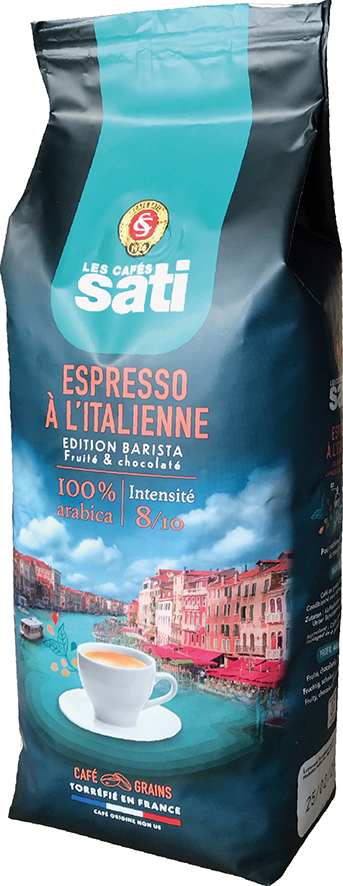 LES CAFÉS
sati
ESPRESSO
À L'ITALIENNE
EDITION BARISTA
Fruité & chocolaté
100%
arabica
Intensité
8/10
CAFÉ GRAINS
TORRÉFIÉ EN FRANCE
CAFÉ ORIGINE NON UE